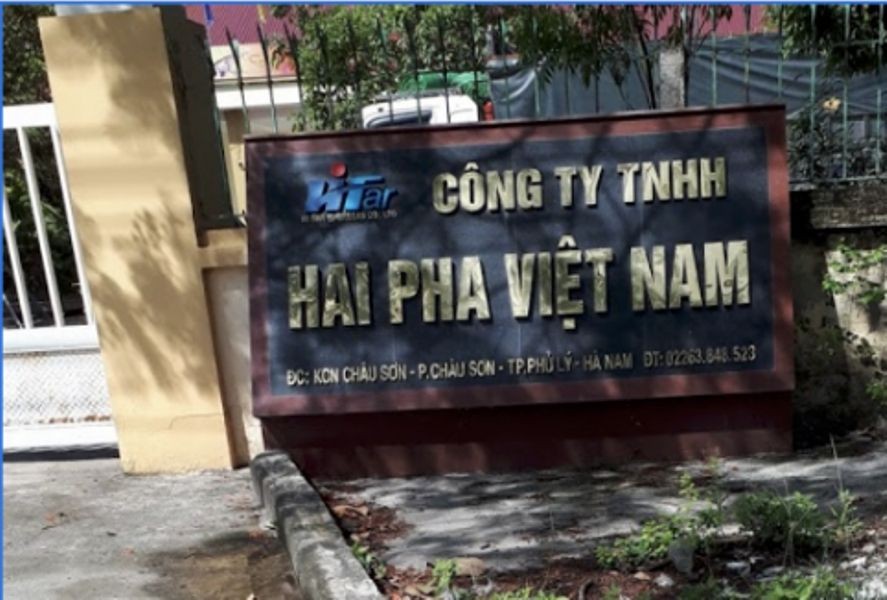 HiTar
CÔNG TY TNHH
HAI PHA VIỆT NAM
ĐC: KCN CHÂU SƠN - P.CHÂU SƠN - TP.PHỦ LÝ - HÀ NAM ĐT: 02263.848.523